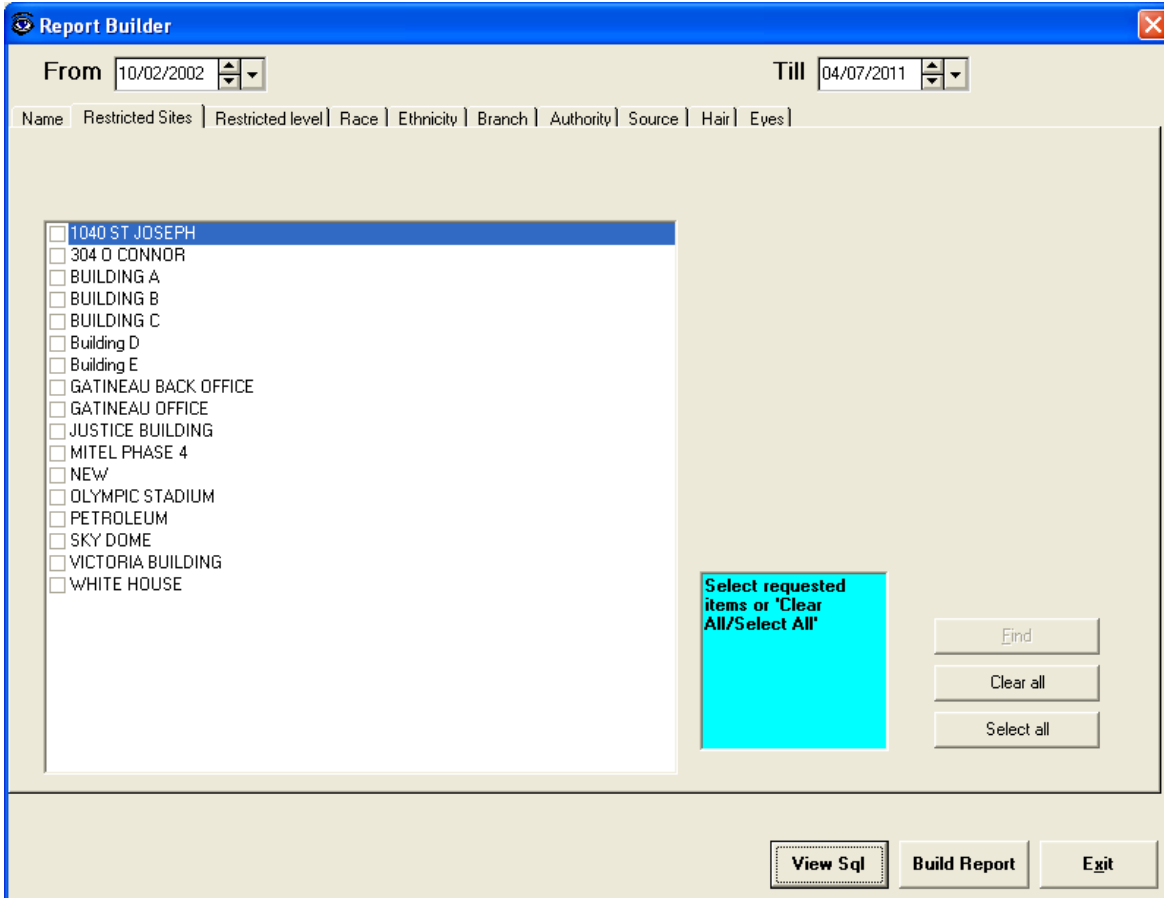 Report Builder
From 10/02/2002 Till 04/07/2011
Name Restricted Sites Restricted level Race Ethnicity Branch Authority Source Hair Eyes
1040 ST JOSEPH
304 O CONNOR
BUILDING A
BUILDING B
BUILDING C
Building D
Building E
GATINEAU BACK OFFICE
GATINEAU OFFICE
JUSTICE BUILDING
MITEL PHASE 4
NEW
OLYMPIC STADIUM
PETROLEUM
SKY DOME
VICTORIA BUILDING
WHITE HOUSE
Select requested
items or 'Clear
All/Select All'
Find
Clear all
Select all
View Sql Build Report Exit